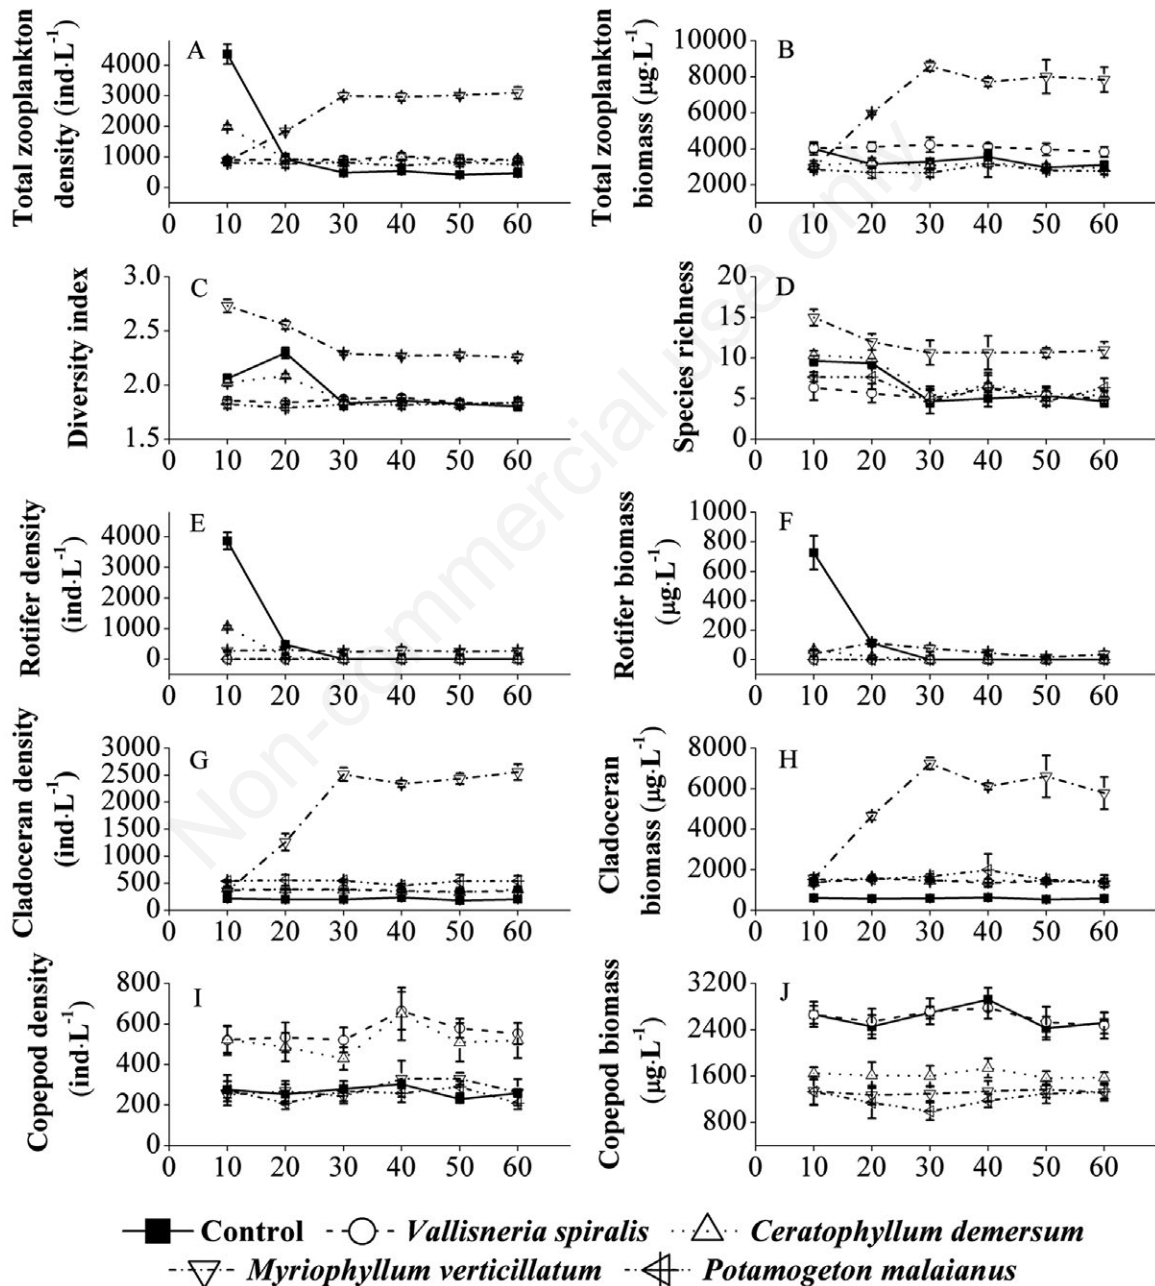 Total zooplankton density (ind·L⁻¹)
A
4000
3000
2000
1000
0
0 10 20 30 40 50 60
Total zooplankton biomass (μg·L⁻¹)
B
10000
8000
6000
4000
2000
0 10 20 30 40 50 60
Diversity index
C
3.0
2.5
2.0
1.5
0 10 20 30 40 50 60
Species richness
D
20
15
10
5
0
0 10 20 30 40 50 60
Rotifer density (ind·L⁻¹)
E
4000
3000
2000
1000
0
0 10 20 30 40 50 60
Rotifer biomass (μg·L⁻¹)
F
1000
800
600
400
200
0
0 10 20 30 40 50 60
Cladoceran density (ind·L⁻¹)
G
3000
2500
2000
1500
1000
500
0
0 10 20 30 40 50 60
Cladoceran biomass (μg·L⁻¹)
H
8000
6000
4000
2000
0
0 10 20 30 40 50 60
Copepod density (ind·L⁻¹)
I
800
600
400
200
0
0 10 20 30 40 50 60
Copepod biomass (μg·L⁻¹)
J
3200
2400
1600
800
0 10 20 30 40 50 60
Control Vallisneria spiralis Ceratophyllum demersum
Myriophyllum verticillatum Potamogeton malaianus
Non-commercial use only